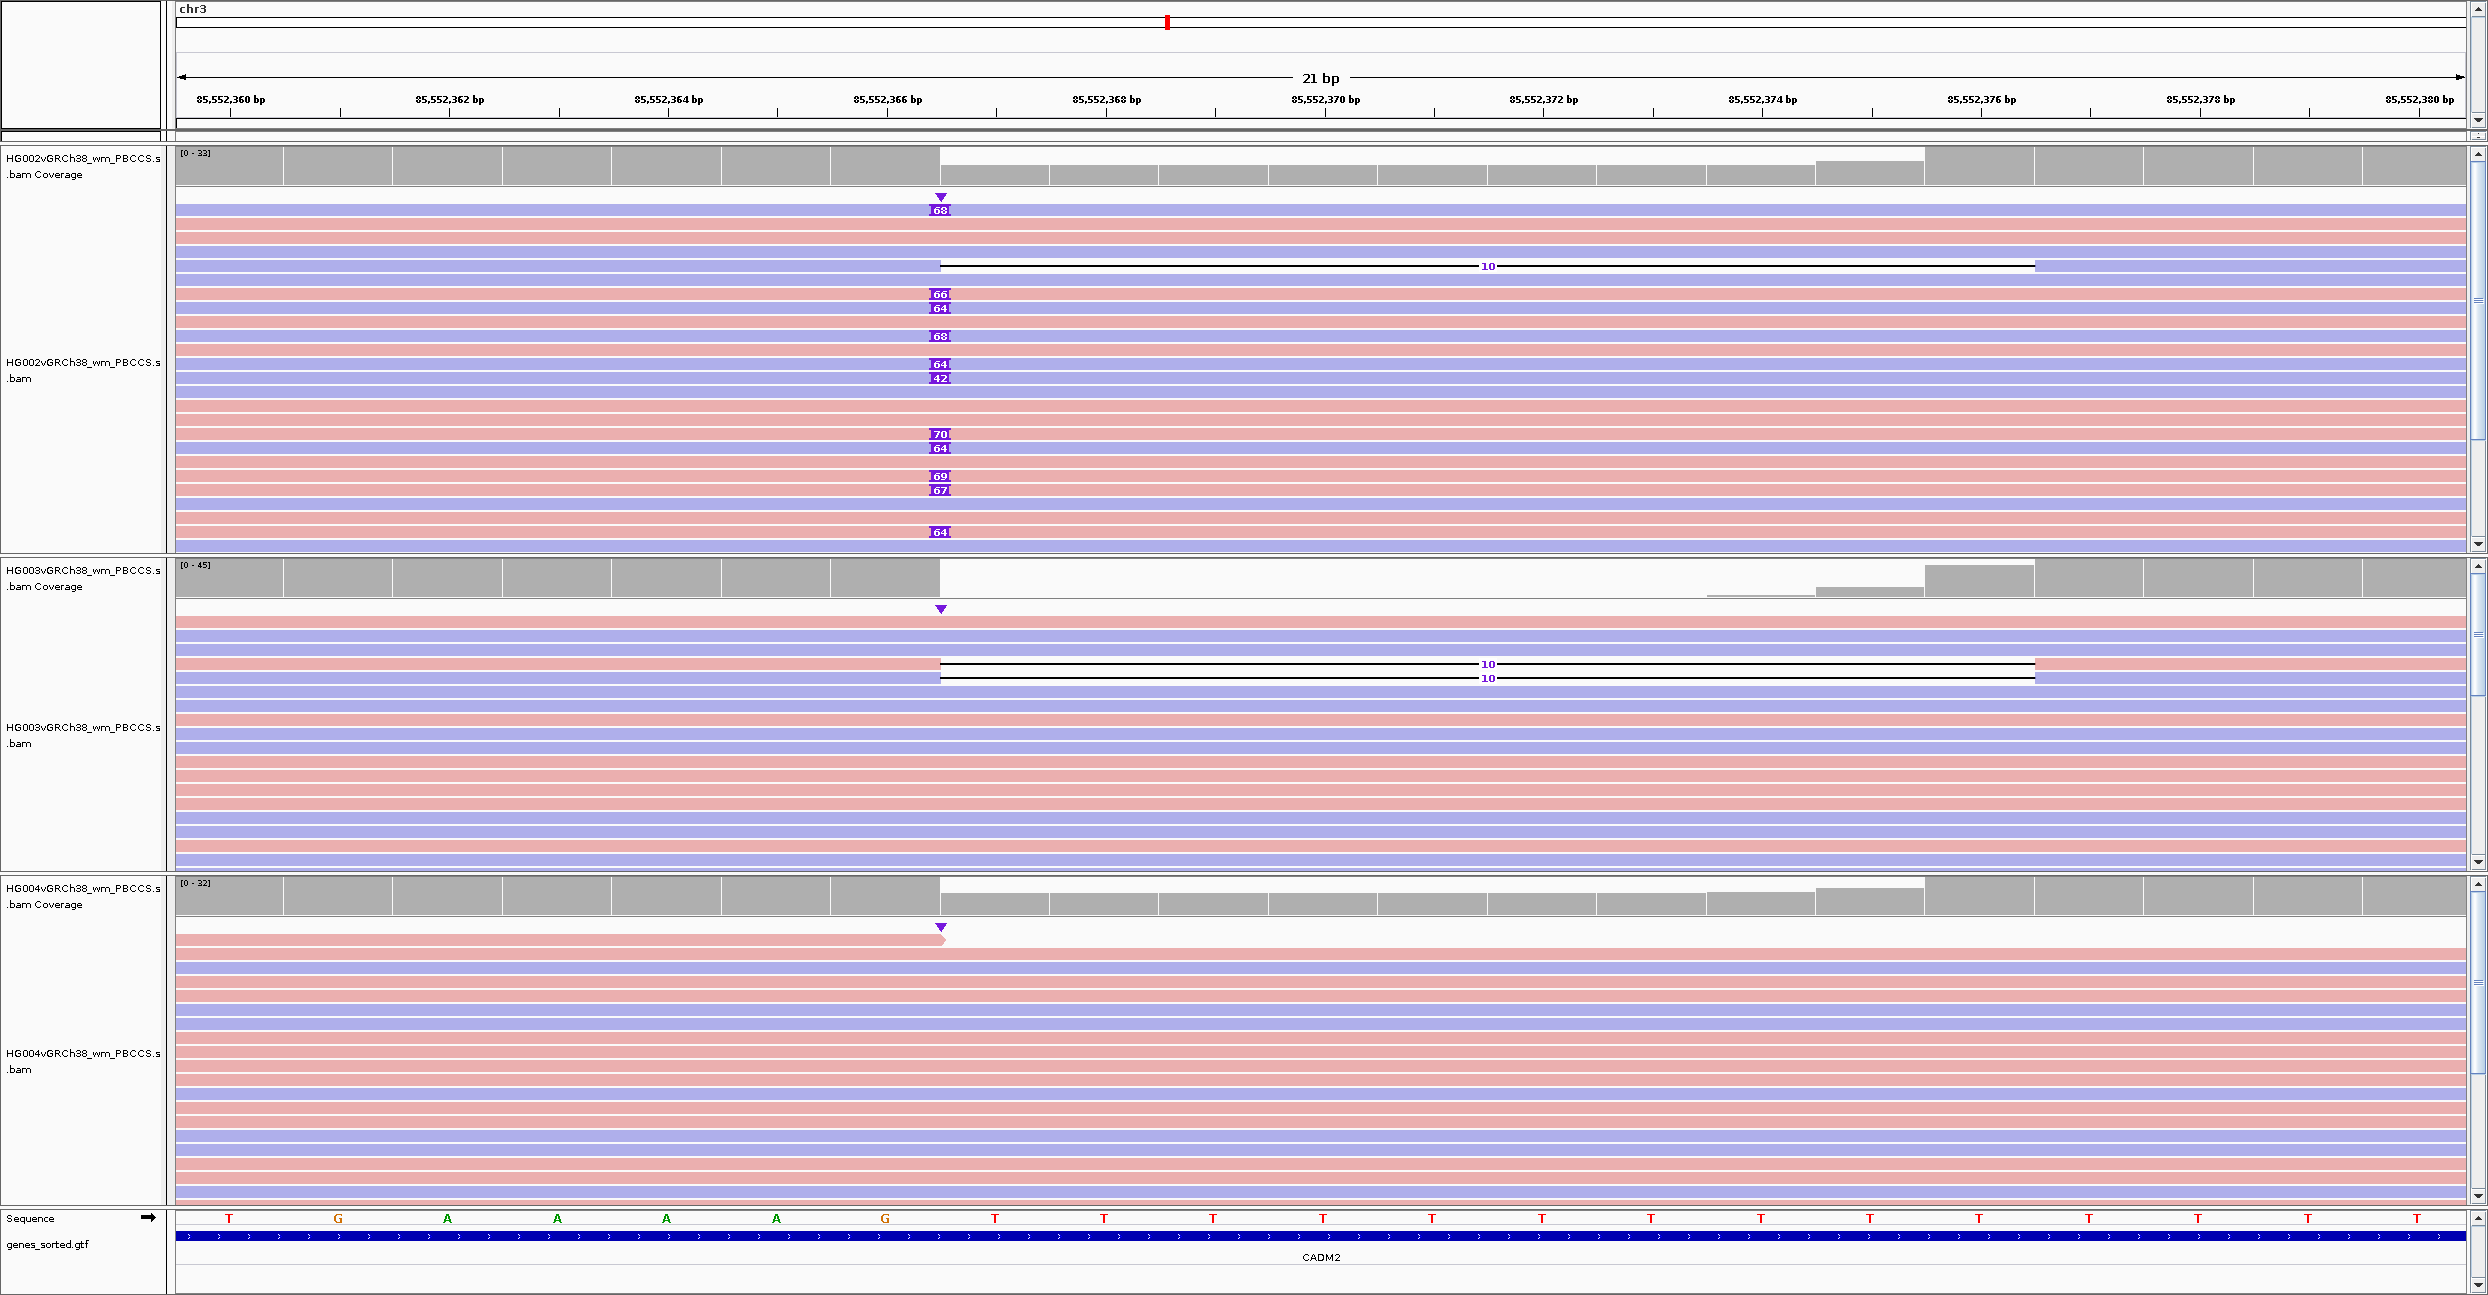 chr3
21 bp
85,552,360 bp 85,552,362 bp 85,552,364 bp 85,552,366 bp 85,552,368 bp 85,552,370 bp 85,552,372 bp 85,552,374 bp 85,552,376 bp 85,552,378 bp 85,552,380 bp
HG002vGRCh38_wm_PBCCS.s
.bam Coverage
[0 - 33]
68
10
66
64
68
HG002vGRCh38_wm_PBCCS.s
.bam
64
42
70
64
69
67
64
HG003vGRCh38_wm_PBCCS.s
.bam Coverage
[0 - 45]
10
10
HG003vGRCh38_wm_PBCCS.s
.bam
HG004vGRCh38_wm_PBCCS.s
.bam Coverage
[0 - 32]
HG004vGRCh38_wm_PBCCS.s
.bam
Sequence T G A A A A G T T T T T T T T T T T T T T
genes_sorted.gtf
CADM2